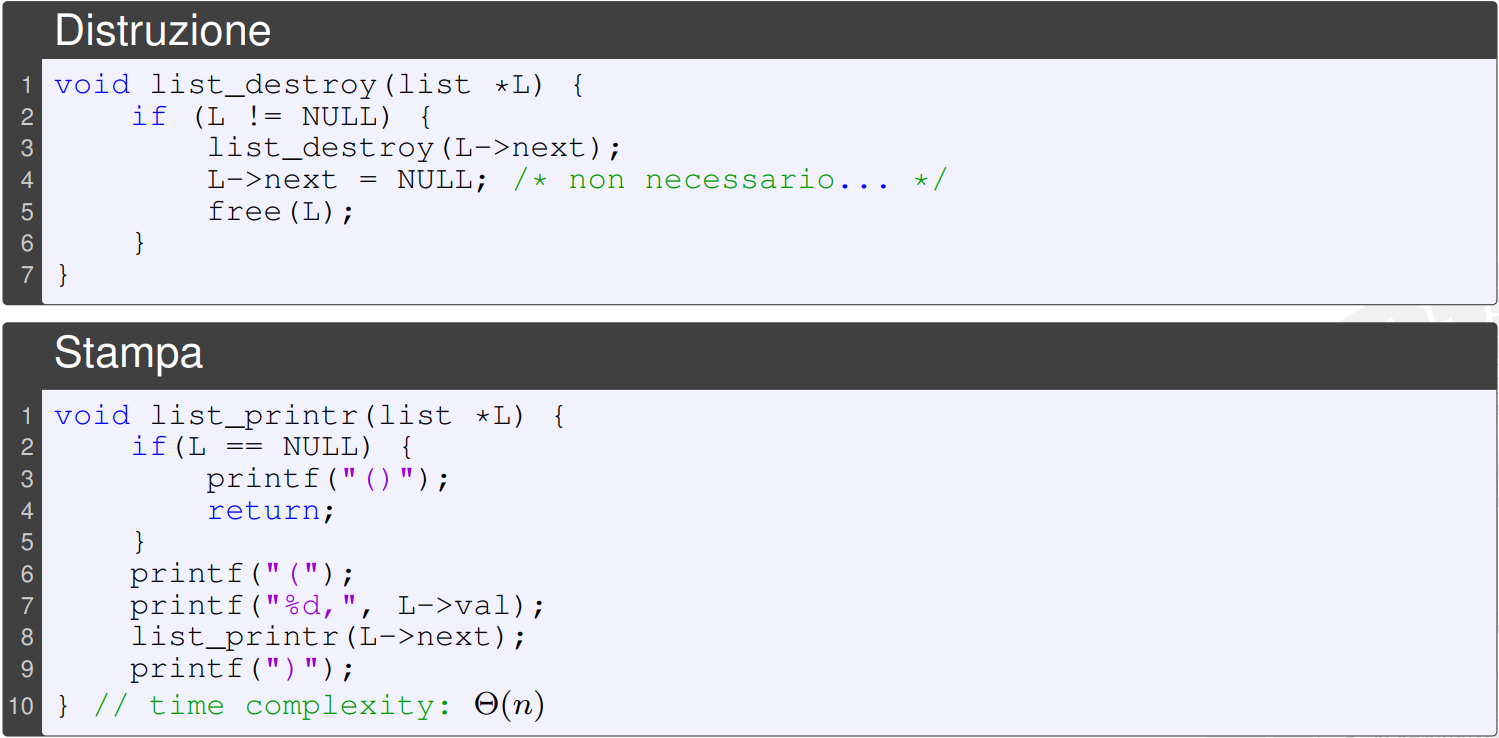 Distruzione
1 void list_destroy(list *L) {
2     if (L != NULL) {
3         list_destroy(L->next);
4         L->next = NULL; /* non necessario... */
5         free(L);
6     }
7 }
Stampa
1 void list_printr(list *L) {
2     if(L == NULL) {
3         printf("()");
4         return;
5     }
6     printf("(");
7     printf("%d,", L->val);
8     list_printr(L->next);
9     printf(")");
10 } // time complexity: Θ(n)